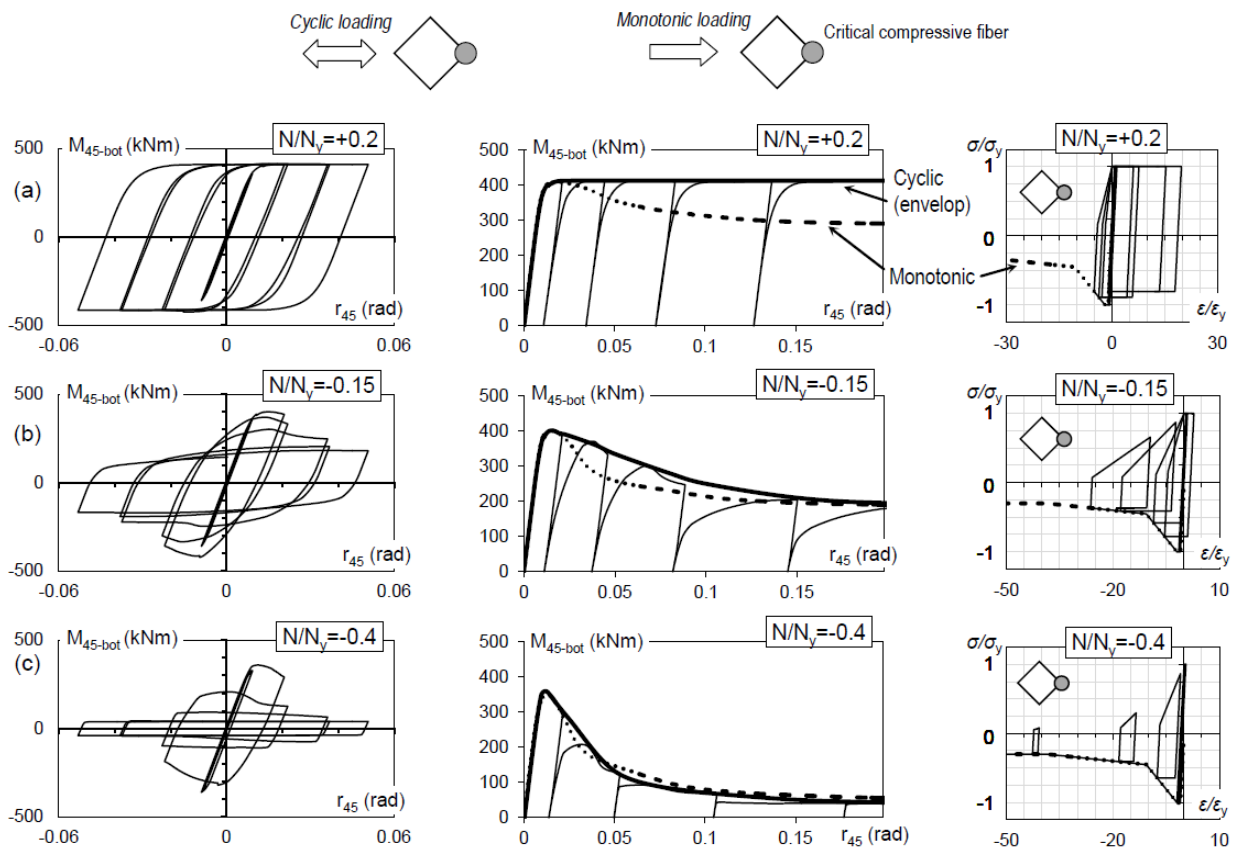 Cyclic loading
Monotonic loading
Critical compressive fiber
(a)
M45-bot (kNm)
N/Ny=+0.2
500
0
-500
r45 (rad)
-0.06 0 0.06
M45-bot (kNm)
N/Ny=+0.2
500
400
300
200
100
0
Cyclic
(envelop)
Monotonic
r45 (rad)
0 0.05 0.1 0.15
N/Ny=+0.2
σ/σy
1
0
-1
ε/εy
-30 0 30
(b)
M45-bot (kNm)
N/Ny=-0.15
500
0
-500
r45 (rad)
-0.06 0 0.06
M45-bot (kNm)
N/Ny=-0.15
500
400
300
200
100
0
r45 (rad)
0 0.05 0.1 0.15
N/Ny=-0.15
σ/σy
1
0
-1
ε/εy
-50 -20 10
(c)
M45-bot (kNm)
N/Ny=-0.4
500
0
-500
r45 (rad)
-0.06 0 0.06
M45-bot (kNm)
N/Ny=-0.4
500
400
300
200
100
0
r45 (rad)
0 0.05 0.1 0.15
N/Ny=-0.4
σ/σy
1
0
-1
ε/εy
-50 -20 10